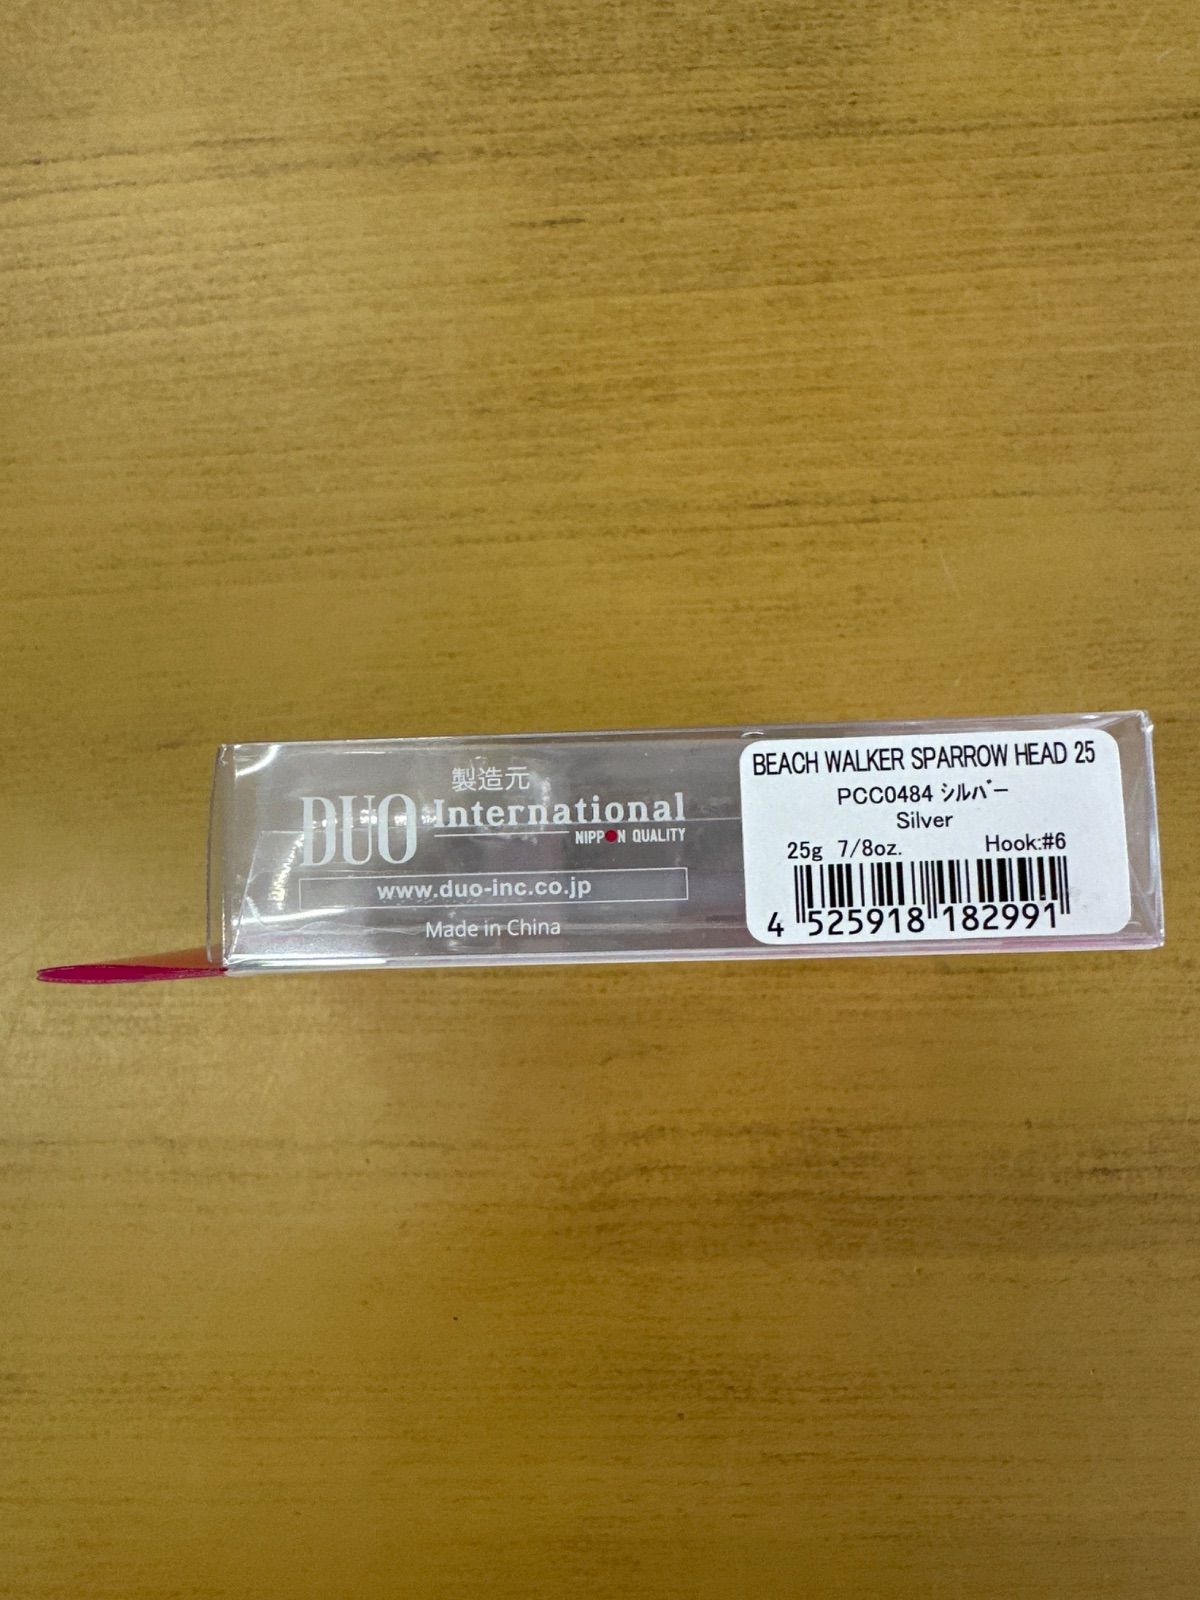 製造元
DUO International
NIPPON QUALITY
www.duo-inc.co.jp
Made in China
BEACH WALKER SPARROW HEAD 25
PCC0484 ｼﾙﾊﾞｰ
Silver
25g 7/8oz. Hook:#6
4 525918 182991